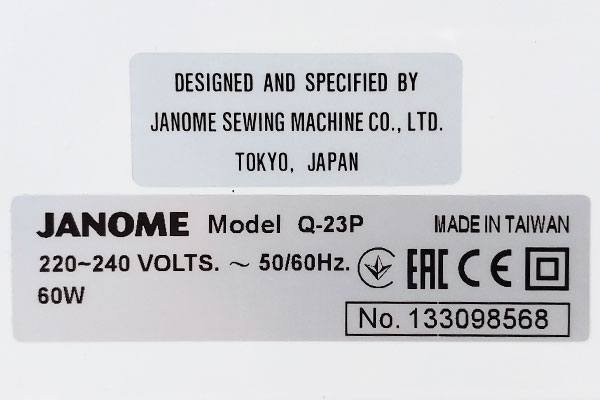 DESIGNED AND SPECIFIED BY
JANOME SEWING MACHINE CO., LTD.
TOKYO, JAPAN
JANOME Model Q-23P MADE IN TAIWAN
220~240 VOLTS. ~ 50/60Hz. EAC CE
60W
No. 133098568